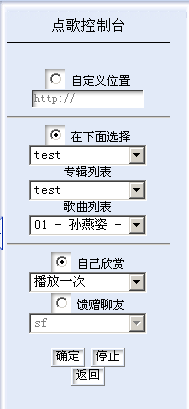 点歌控制台
自定义位置
http://
在下面选择
test
专辑列表
test
歌曲列表
01 - 孙燕姿 -
自己欣赏
播放一次
馈赠聊友
sf
确定 停止
返回